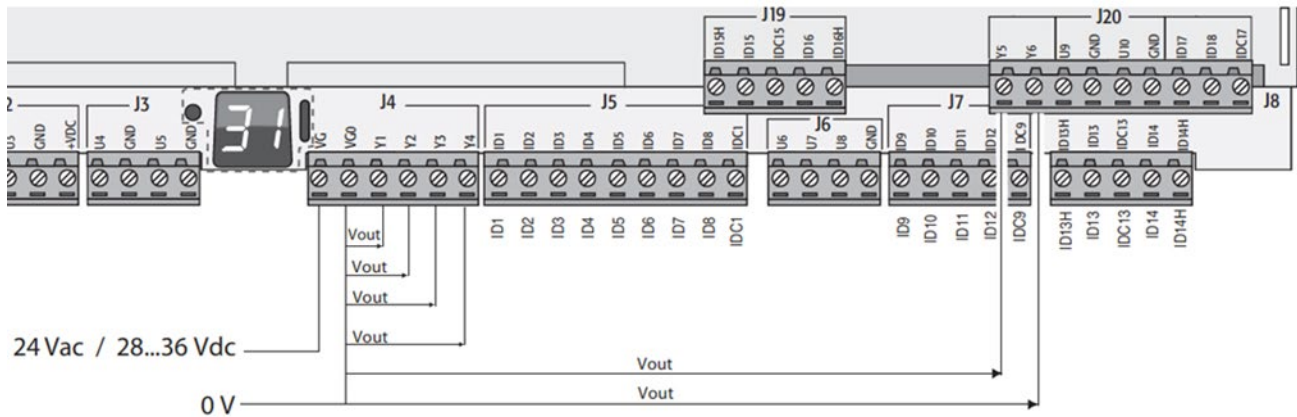 J19
J20
ID15H ID15 IDC15 ID16 ID16H
Y5 Y6 U9 GND U10 GND ID17 ID18 IDC17
2 J3 31 J4 J5 J6 J7 J8
U3 GND +VDC
U4 GND U5 GND
VG VG0 Y1 Y2 Y3 Y4
ID1 ID2 ID3 ID4 ID5 ID6 ID7 ID8 IDC1
U6 U7 U8 GND
ID9 ID10 ID11 ID12 IDC9
ID13H ID13 IDC13 ID14 ID14H
ID1 ID2 ID3 ID4 ID5 ID6 ID7 ID8 IDC1
ID9 ID10 ID11 ID12 IDC9
ID13H ID13 IDC13 ID14 ID14H
Vout
Vout
Vout
Vout
24 Vac / 28...36 Vdc
Vout
Vout
0 V